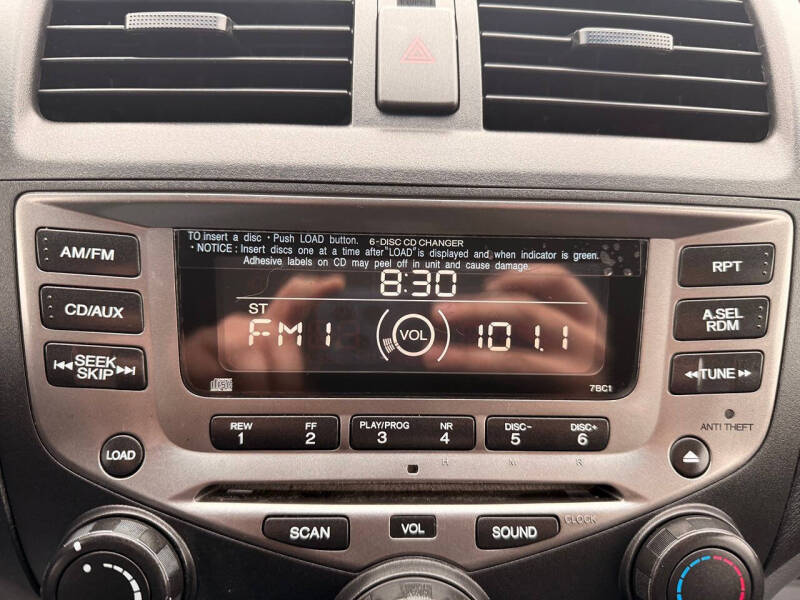 TO insert a disc • Push LOAD button. 6-DISC CD CHANGER
• NOTICE : Insert discs one at a time after "LOAD" is displayed and when indicator is green.
Adhesive labels on CD may peel off in unit and cause damage.
AM/FM
RPT
8:30
CD/AUX
ST
FM1
VOL
101.1
A.SEL
RDM
SEEK
SKIP
TUNE
7BC1
REW
1
FF
2
PLAY/PROG
3
NR
4
DISC-
5
DISC+
6
ANTI THEFT
LOAD
H
M
R
SCAN
VOL
SOUND
CLOCK